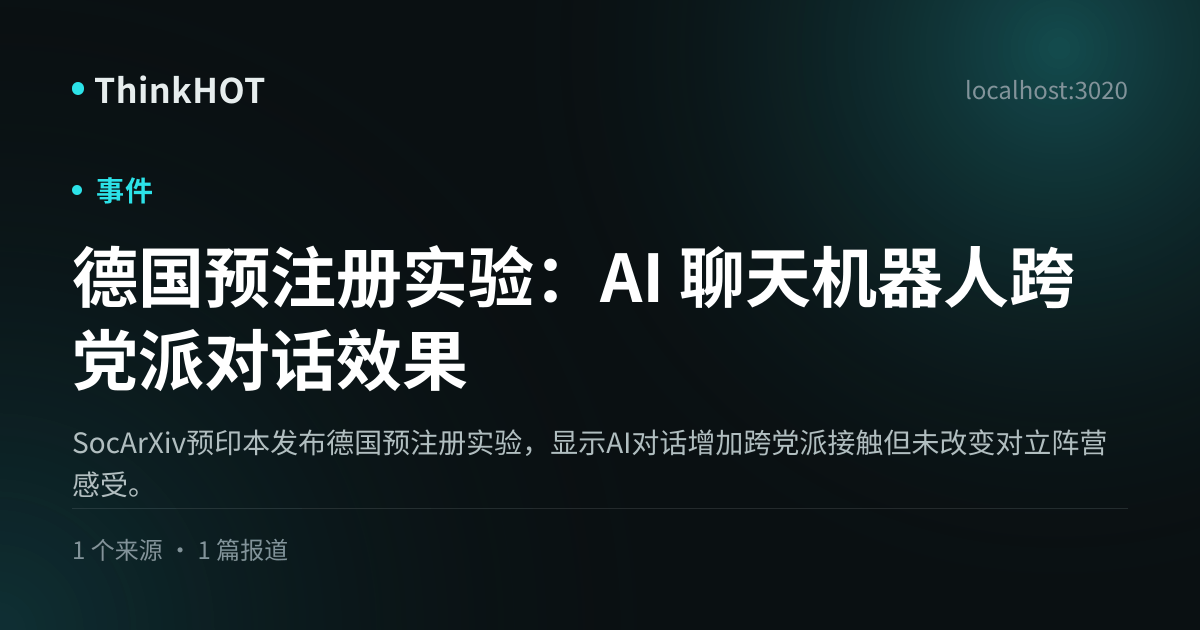 ThinkHOT
localhost:3020
事件
德国预注册实验：AI 聊天机器人跨
党派对话效果
SocArXiv预印本发布德国预注册实验，显示AI对话增加跨党派接触但未改变对立阵营
感受。
1 个来源 · 1 篇报道